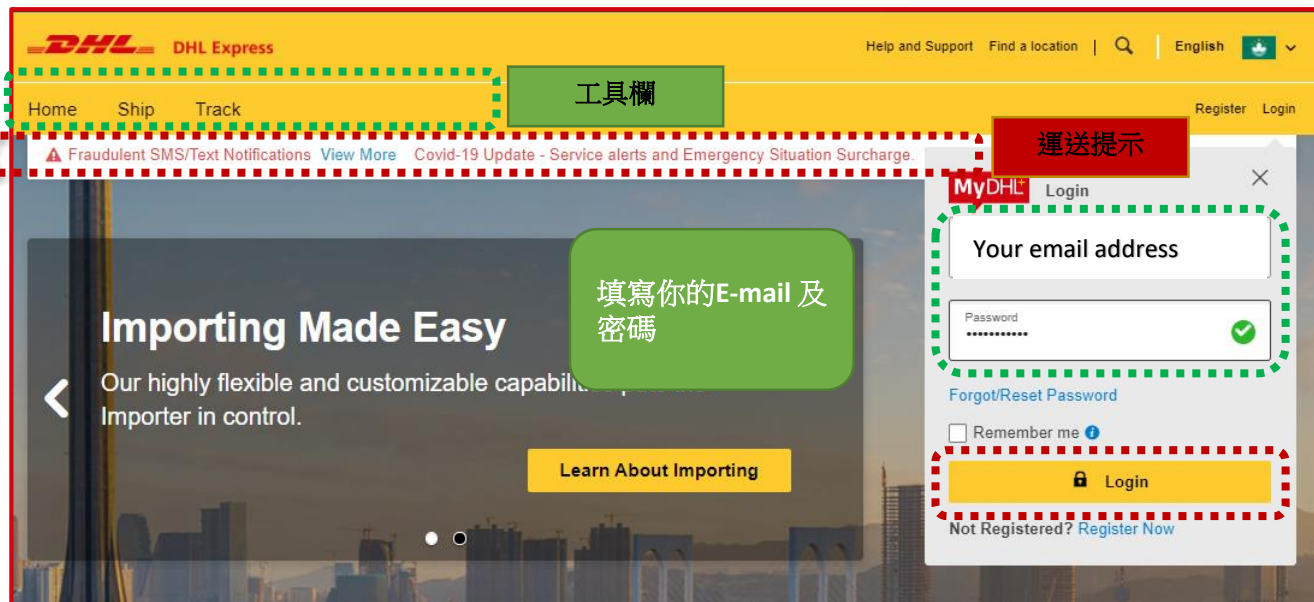 DHL DHL Express
Help and Support Find a location | English
工具欄
Home Ship Track
Register Login
Fraudulent SMS/Text Notifications View More Covid-19 Update - Service alerts and Emergency Situation Surcharge.
運送提示
MyDHL+ Login
Your email address
填寫你的E-mail 及
密碼
Password
•••••••••••
Importing Made Easy
Our highly flexible and customizable
Importer in control.
Forgot/Reset Password
Remember me
Learn About Importing
Login
Not Registered? Register Now